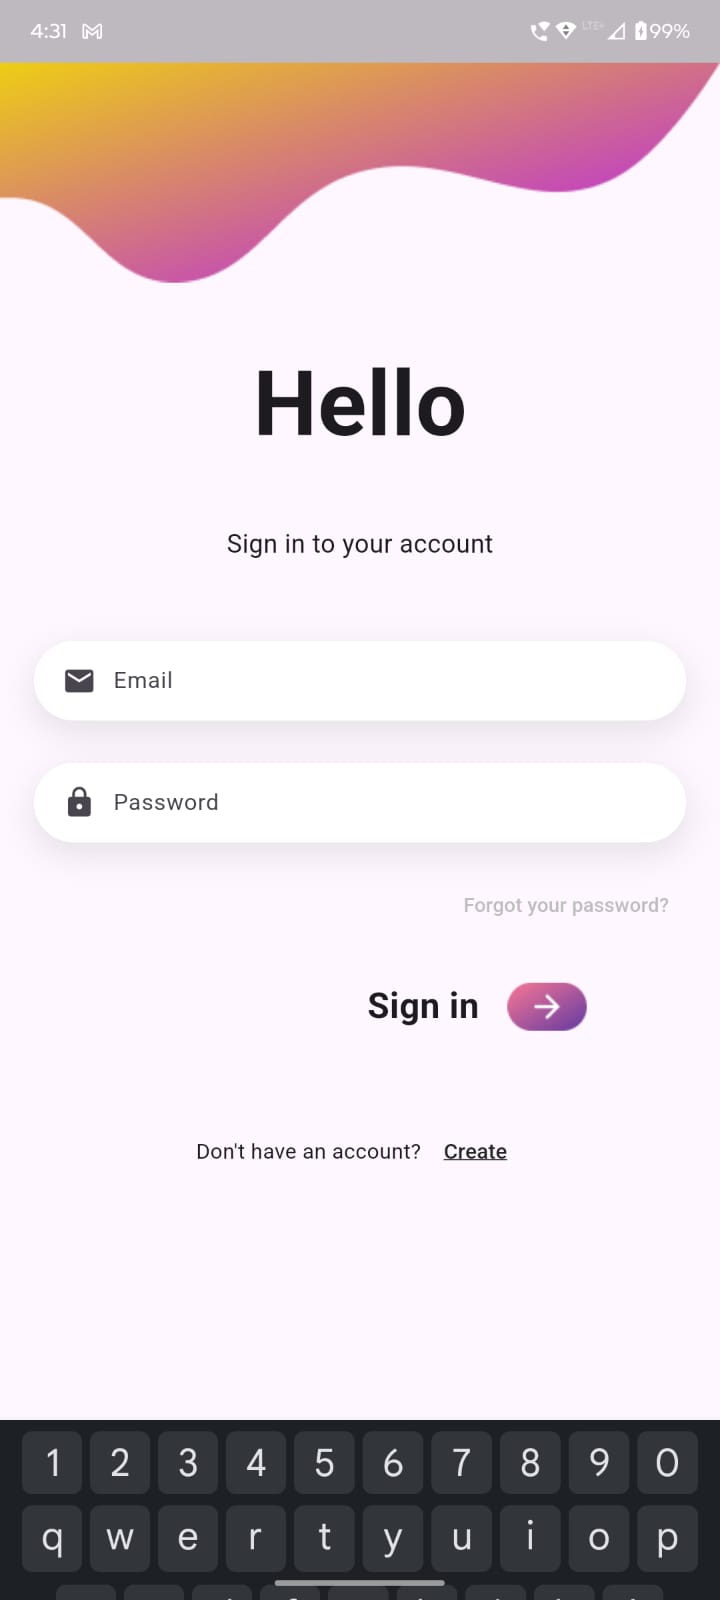 4:31 LTE+ 99%
Hello
Sign in to your account
Email
Password
Forgot your password?
Sign in
Don't have an account? Create
1 2 3 4 5 6 7 8 9 0
q w e r t y u i o p